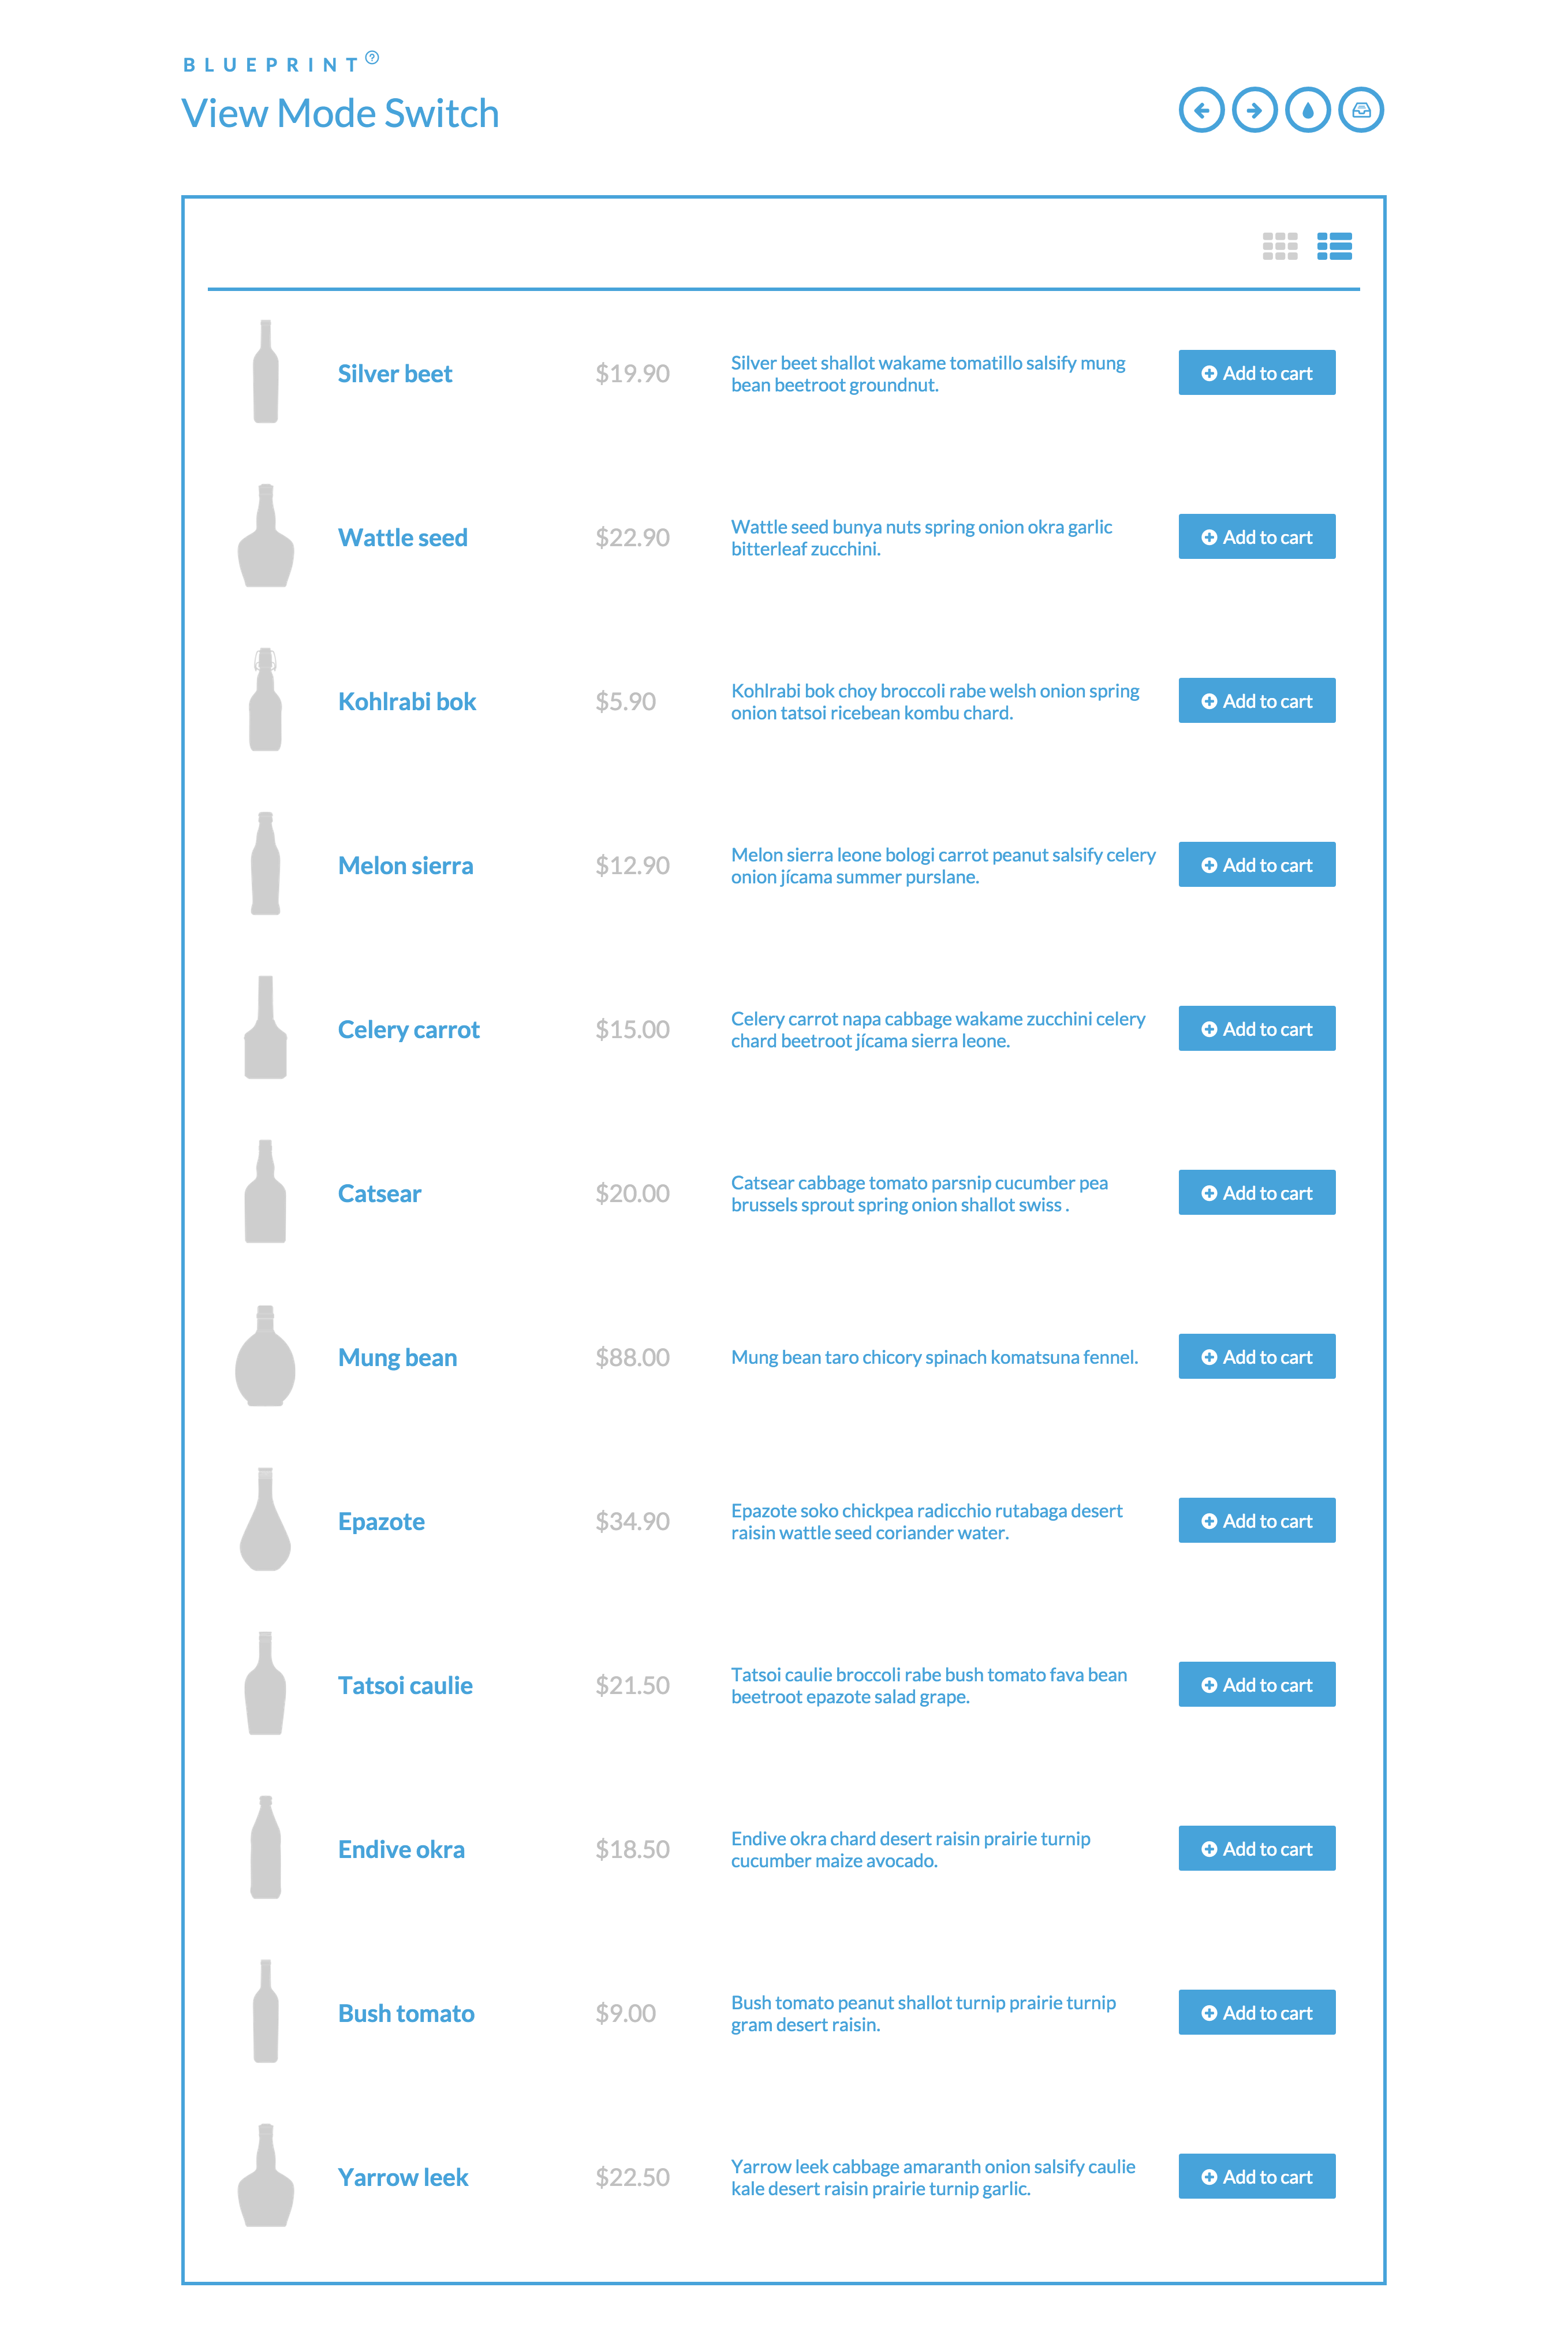 BLUEPRINT
View Mode Switch
Silver beet
$19.90
Silver beet shallot wakame tomatillo salsify mung
bean beetroot groundnut.
Add to cart
Wattle seed
$22.90
Wattle seed bunya nuts spring onion okra garlic
bitterleaf zucchini.
Add to cart
Kohlrabi bok
$5.90
Kohlrabi bok choy broccoli rabe welsh onion spring
onion tatsoi ricebean kombu chard.
Add to cart
Melon sierra
$12.90
Melon sierra leone bologi carrot peanut salsify celery
onion jícama summer purslane.
Add to cart
Celery carrot
$15.00
Celery carrot napa cabbage wakame zucchini celery
chard beetroot jícama sierra leone.
Add to cart
Catsear
$20.00
Catsear cabbage tomato parsnip cucumber pea
brussels sprout spring onion shallot swiss .
Add to cart
Mung bean
$88.00
Mung bean taro chicory spinach komatsuna fennel.
Add to cart
Epazote
$34.90
Epazote soko chickpea radicchio rutabaga desert
raisin wattle seed coriander water.
Add to cart
Tatsoi caulie
$21.50
Tatsoi caulie broccoli rabe bush tomato fava bean
beetroot epazote salad grape.
Add to cart
Endive okra
$18.50
Endive okra chard desert raisin prairie turnip
cucumber maize avocado.
Add to cart
Bush tomato
$9.00
Bush tomato peanut shallot turnip prairie turnip
gram desert raisin.
Add to cart
Yarrow leek
$22.50
Yarrow leek cabbage amaranth onion salsify caulie
kale desert raisin prairie turnip garlic.
Add to cart